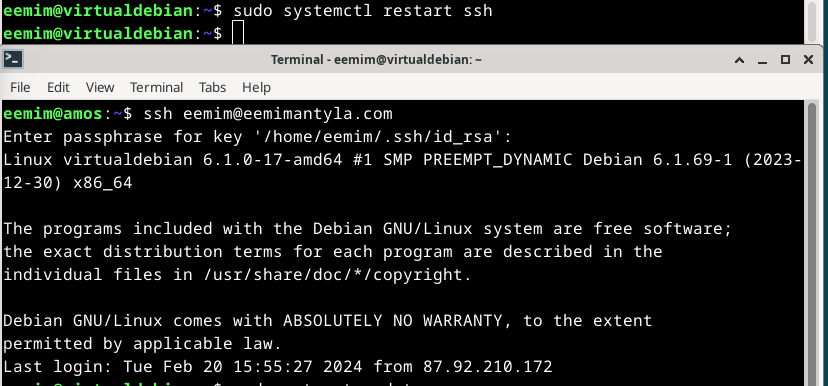 eemim@virtualdebian:~$ sudo systemctl restart ssh
eemim@virtualdebian:~$
Terminal - eemim@virtualdebian: ~
File Edit View Terminal Tabs Help
eemim@amos:~$ ssh eemim@eemimantyla.com
Enter passphrase for key '/home/eemim/.ssh/id_rsa':
Linux virtualdebian 6.1.0-17-amd64 #1 SMP PREEMPT_DYNAMIC Debian 6.1.69-1 (2023-
12-30) x86_64
The programs included with the Debian GNU/Linux system are free software;
the exact distribution terms for each program are described in the
individual files in /usr/share/doc/*/copyright.
Debian GNU/Linux comes with ABSOLUTELY NO WARRANTY, to the extent
permitted by applicable law.
Last login: Tue Feb 20 15:55:27 2024 from 87.92.210.172